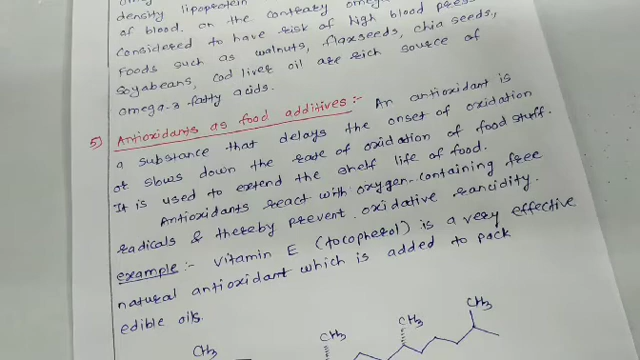 density lipoprotein
of blood. On the contrary omega
considered to have risk of high blood pres
Foods such as walnuts, flaxseeds, chia seeds,
soyabeans, Cod liver oil are rich source of
omega-3 fatty acids.
5) Antioxidants as food additives :- An antioxidant is
a substance that delays the onset of oxidation
or slows down the rate of oxidation of food stuff.
It is used to extend the shelf life of food.
Antioxidants react with oxygen-containing free
radicals & thereby prevent oxidative rancidity.
example :- Vitamin E (tocopherol) is a very effective
natural antioxidant which is added to pack
edible oils.
CH3 CH3 CH3 CH3